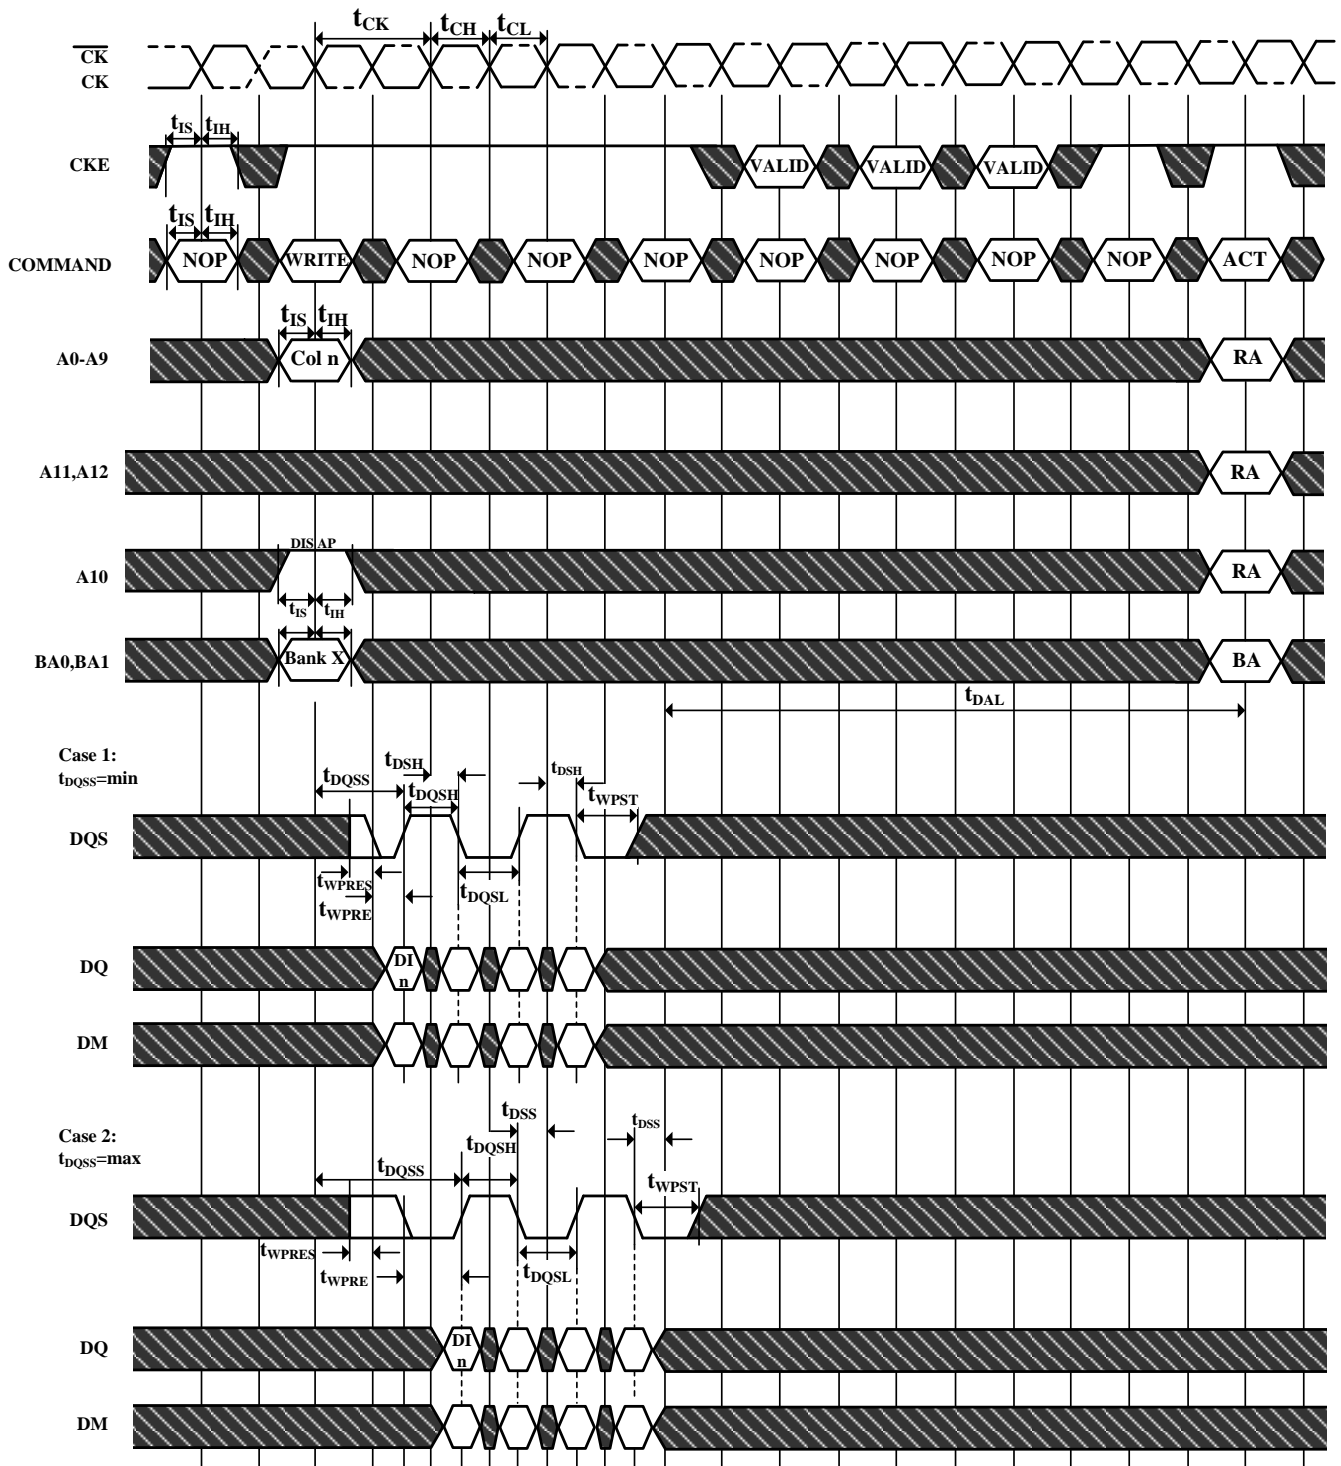 tCK tCH tCL
CK
CK
tIS tIH
CKE VALID VALID VALID
tIS tIH
COMMAND NOP WRITE NOP NOP NOP NOP NOP NOP NOP ACT
tIS tIH
A0-A9 Col n RA
A11,A12 RA
DIS AP
A10 RA
tIS tIH
BA0,BA1 Bank X BA
tDAL
Case 1:
tDQSS=min
tDSH tDSH
tDQSS tDQSH tWPST
DQS
tWPRES tDQSL
tWPRE
DQ DI
n
DM
Case 2:
tDQSS=max
tDSS tDSS
tDQSH
tDQSS tWPST
DQS
tWPRES
tWPRE tDQSL
DQ DI
n
DM